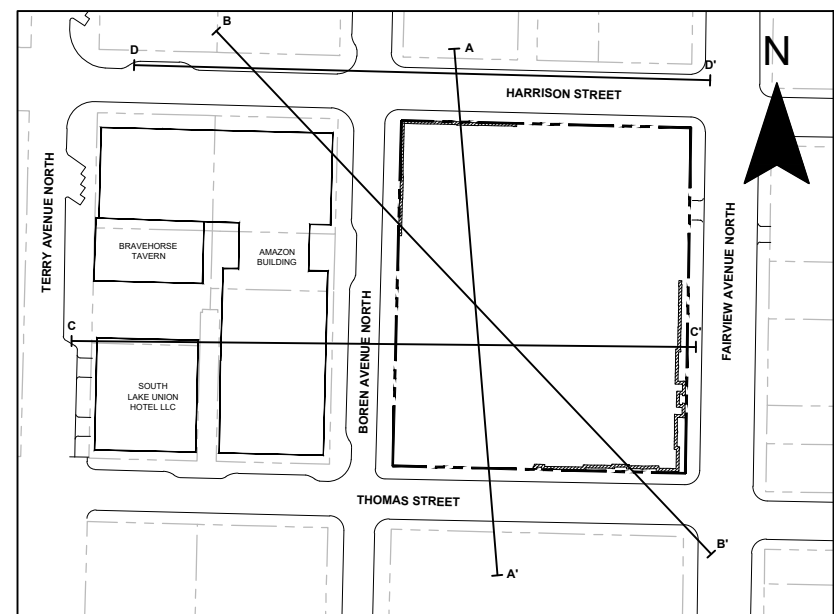 B
A
D
D'
N
HARRISON STREET
TERRY AVENUE NORTH
BRAVEHORSE
TAVERN
AMAZON
BUILDING
FAIRVIEW AVENUE NORTH
BOREN AVENUE NORTH
C
C'
SOUTH
LAKE UNION
HOTEL LLC
THOMAS STREET
B'
A'